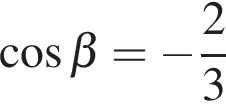 cos β = −2/3